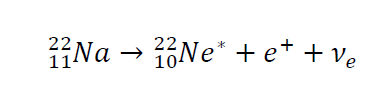 ²²₁₁Na → ²²₁₀Ne* + e⁺ + νₑ